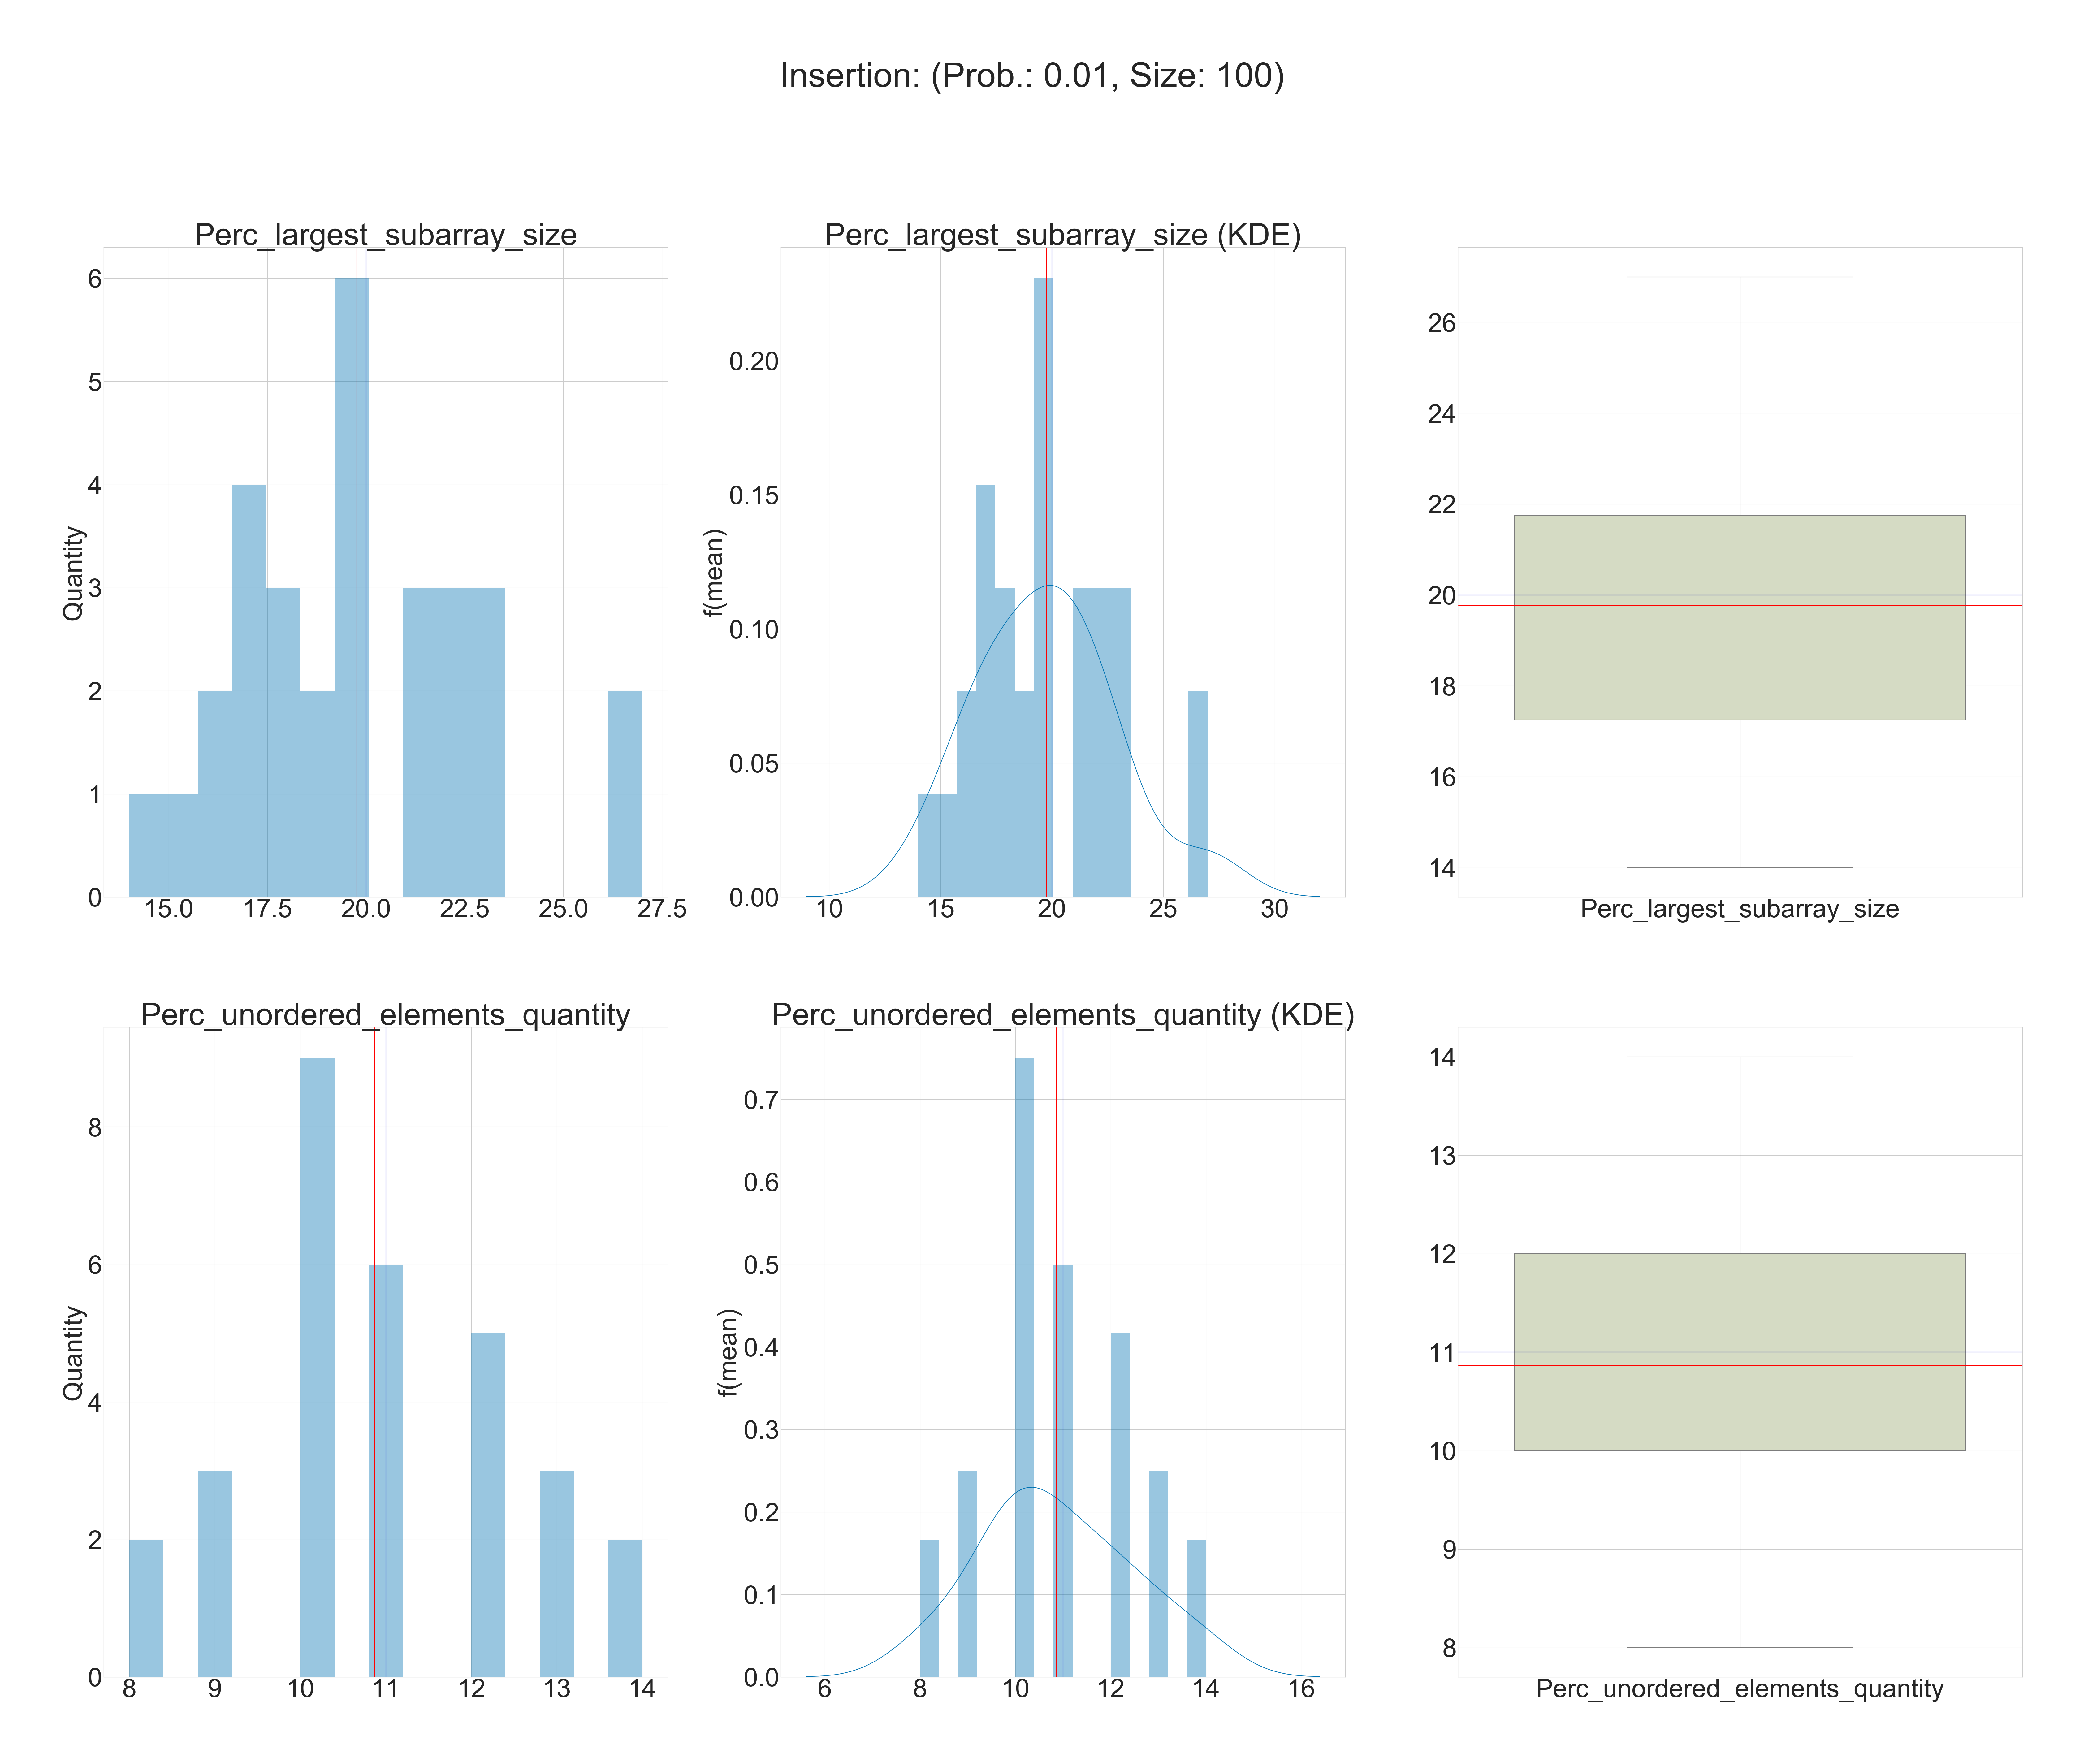 Insertion: (Prob.: 0.01, Size: 100)
Perc_largest_subarray_size
Quantity
6
5
4
3
2
1
0
15.0 17.5 20.0 22.5 25.0 27.5
Perc_largest_subarray_size (KDE)
f(mean)
0.20
0.15
0.10
0.05
0.00
10 15 20 25 30
26
24
22
20
18
16
14
Perc_largest_subarray_size
Perc_unordered_elements_quantity
Quantity
8
6
4
2
0
8 9 10 11 12 13 14
Perc_unordered_elements_quantity (KDE)
f(mean)
0.7
0.6
0.5
0.4
0.3
0.2
0.1
0.0
6 8 10 12 14 16
14
13
12
11
10
9
8
Perc_unordered_elements_quantity